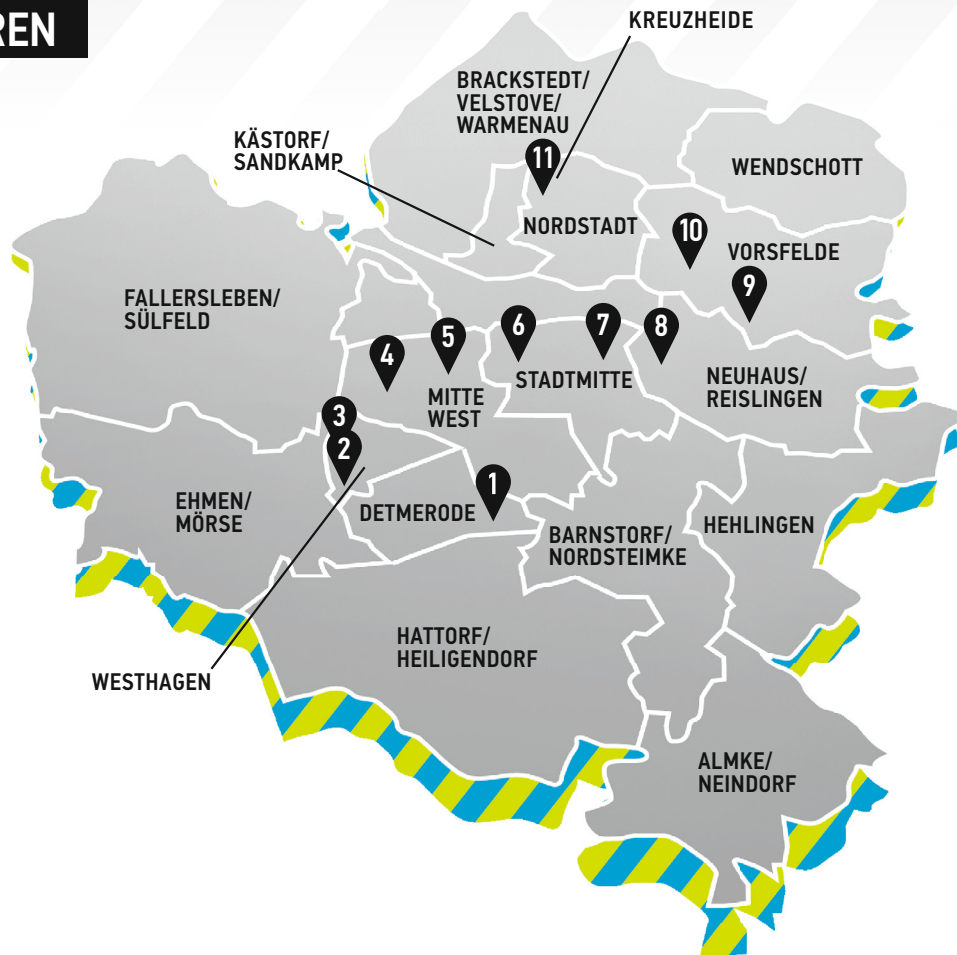 REN
KREUZHEIDE
BRACKSTEDT/
VELSTOVE/
WARMENAU
KÄSTORF/
SANDKAMP
11
WENDSCHOTT
NORDSTADT
10
VORSFELDE
9
FALLERSLEBEN/
SÜLFELD
4
5
6
7
8
MITTE
WEST
STADTMITTE
NEUHAUS/
REISLINGEN
3
2
1
EHMEN/
MÖRSE
DETMERODE
BARNSTORF/
NORDSTEIMKE
HEHLINGEN
HATTORF/
HEILIGENDORF
WESTHAGEN
ALMKE/
NEINDORF